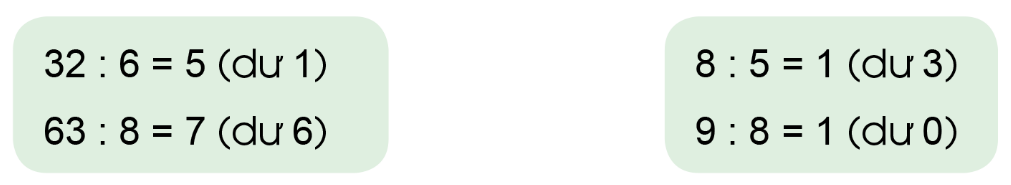 32 : 6 = 5 (dư 1)
63 : 8 = 7 (dư 6)
8 : 5 = 1 (dư 3)
9 : 8 = 1 (dư 0)